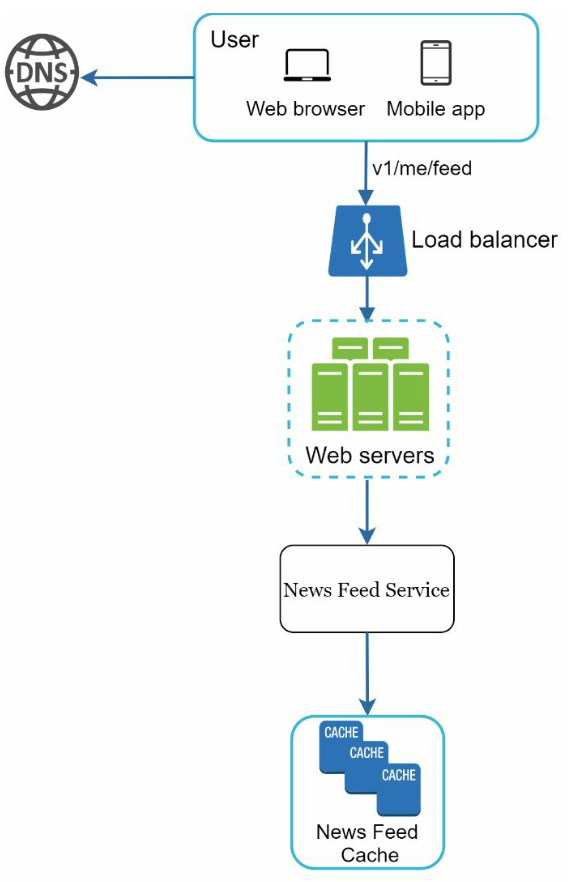 DNS
User
Web browser
Mobile app
v1/me/feed
Load balancer
Web servers
News Feed Service
CACHE
CACHE
CACHE
News Feed
Cache